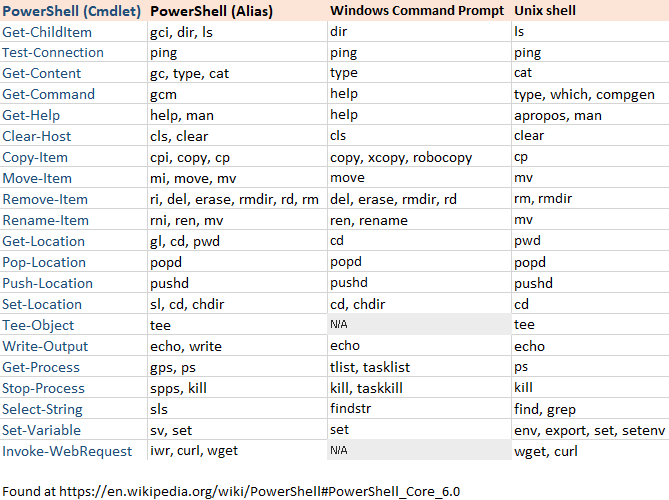 PowerShell (Cmdlet) PowerShell (Alias) Windows Command Prompt Unix shell
Get-ChildItem gci, dir, ls dir ls
Test-Connection ping ping ping
Get-Content gc, type, cat type cat
Get-Command gcm help type, which, compgen
Get-Help help, man help apropos, man
Clear-Host cls, clear cls clear
Copy-Item cpi, copy, cp copy, xcopy, robocopy cp
Move-Item mi, move, mv move mv
Remove-Item ri, del, erase, rmdir, rd, rm del, erase, rmdir, rd rm, rmdir
Rename-Item rni, ren, mv ren, rename mv
Get-Location gl, cd, pwd cd pwd
Pop-Location popd popd popd
Push-Location pushd pushd pushd
Set-Location sl, cd, chdir cd, chdir cd
Tee-Object tee N/A tee
Write-Output echo, write echo echo
Get-Process gps, ps tlist, tasklist ps
Stop-Process spps, kill kill, taskkill kill
Select-String sls findstr find, grep
Set-Variable sv, set set env, export, set, setenv
Invoke-WebRequest iwr, curl, wget N/A wget, curl
Found at https://en.wikipedia.org/wiki/PowerShell#PowerShell_Core_6.0